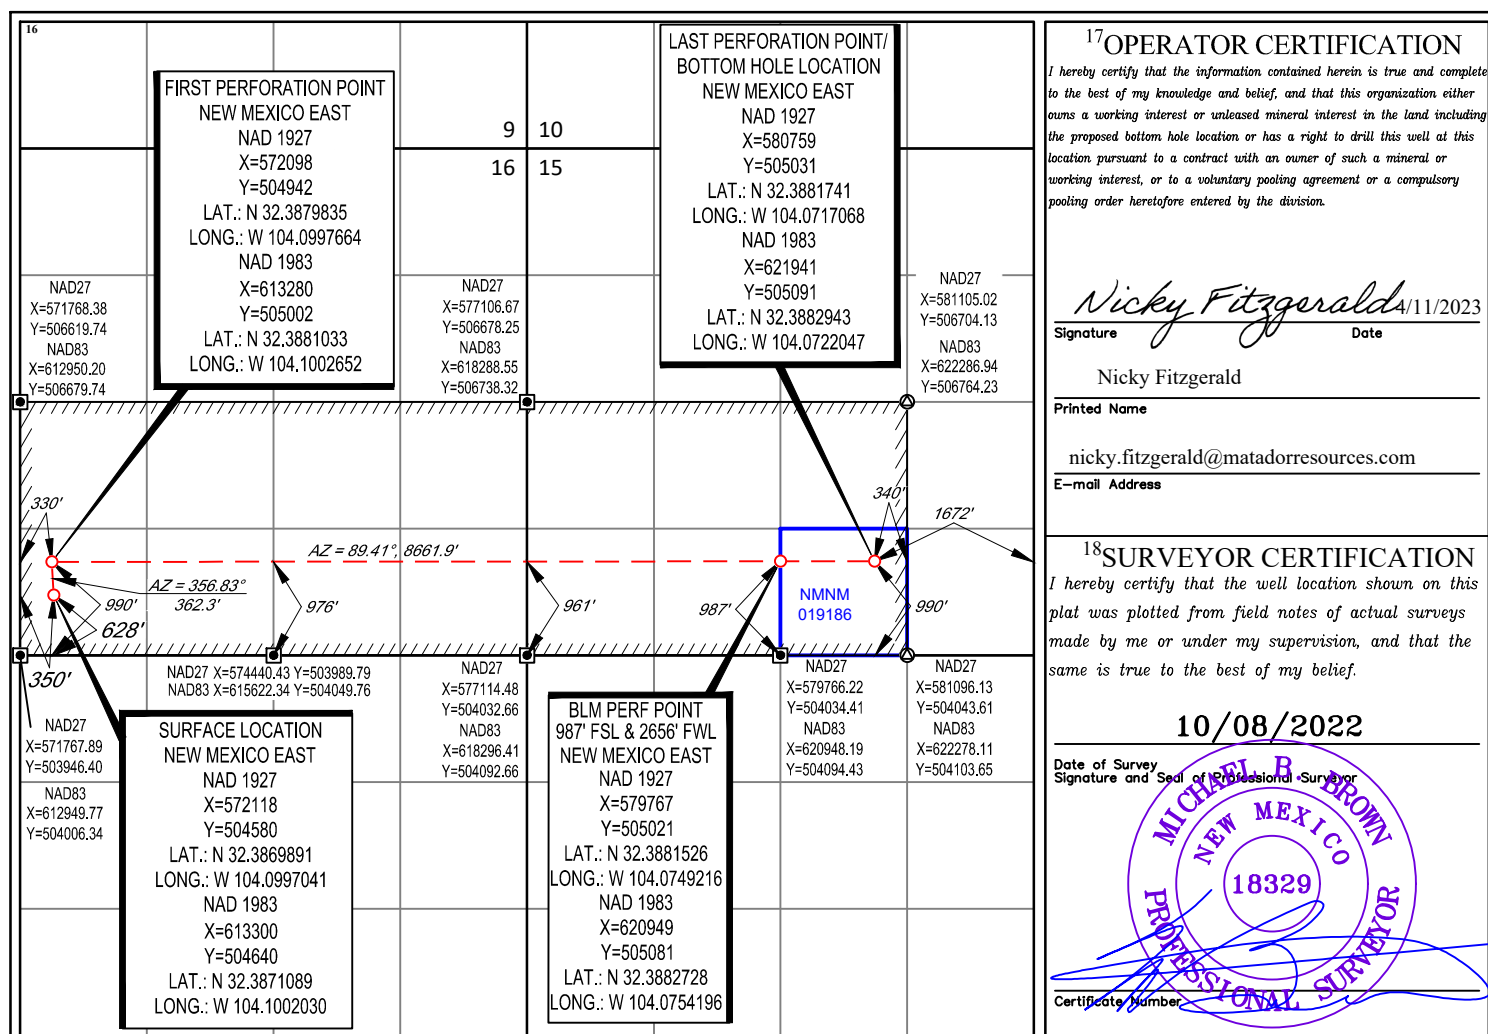 16
FIRST PERFORATION POINT
NEW MEXICO EAST
NAD 1927
X=572098
Y=504942
LAT.: N 32.3879835
LONG.: W 104.0997664
NAD 1983
X=613280
Y=505002
LAT.: N 32.3881033
LONG.: W 104.1002652
LAST PERFORATION POINT/
BOTTOM HOLE LOCATION
NEW MEXICO EAST
NAD 1927
X=580759
Y=505031
LAT.: N 32.3881741
LONG.: W 104.0717068
NAD 1983
X=621941
Y=505091
LAT.: N 32.3882943
LONG.: W 104.0722047
9 10
16 15
NAD27
X=571768.38
Y=506619.74
NAD83
X=612950.20
Y=506679.74
NAD27
X=577106.67
Y=506678.25
NAD83
X=618288.55
Y=506738.32
NAD27
X=581105.02
Y=506704.13
NAD83
X=622286.94
Y=506764.23
330'
340'
1672'
AZ = 89.41°, 8661.9'
AZ = 356.83°
362.3'
990'
628'
976'
961'
987'
NMNM
019186
990'
350'
NAD27 X=574440.43 Y=503989.79
NAD83 X=615622.34 Y=504049.76
NAD27
X=577114.48
Y=504032.66
NAD83
X=618296.41
Y=504092.66
NAD27
X=579766.22
Y=504034.41
NAD83
X=620948.19
Y=504094.43
NAD27
X=581096.13
Y=504043.61
NAD83
X=622278.11
Y=504103.65
NAD27
X=571767.89
Y=503946.40
NAD83
X=612949.77
Y=504006.34
SURFACE LOCATION
NEW MEXICO EAST
NAD 1927
X=572118
Y=504580
LAT.: N 32.3869891
LONG.: W 104.0997041
NAD 1983
X=613300
Y=504640
LAT.: N 32.3871089
LONG.: W 104.1002030
BLM PERF POINT
987' FSL & 2656' FWL
NEW MEXICO EAST
NAD 1927
X=579767
Y=505021
LAT.: N 32.3881526
LONG.: W 104.0749216
NAD 1983
X=620949
Y=505081
LAT.: N 32.3882728
LONG.: W 104.0754196
17OPERATOR CERTIFICATION
I hereby certify that the information contained herein is true and complete
to the best of my knowledge and belief, and that this organization either
owns a working interest or unleased mineral interest in the land including
the proposed bottom hole location or has a right to drill this well at this
location pursuant to a contract with an owner of such a mineral or
working interest, or to a voluntary pooling agreement or a compulsory
pooling order heretofore entered by the division.
Nicky Fitzgerald 4/11/2023
Signature Date
Nicky Fitzgerald
Printed Name
nicky.fitzgerald@matadorresources.com
E-mail Address
18SURVEYOR CERTIFICATION
I hereby certify that the well location shown on this
plat was plotted from field notes of actual surveys
made by me or under my supervision, and that the
same is true to the best of my belief.
10/08/2022
Date of Survey
Signature and Seal of Professional Surveyor
MICHAEL B. BROWN
NEW MEXICO
18329
PROFESSIONAL SURVEYOR
Certificate Number